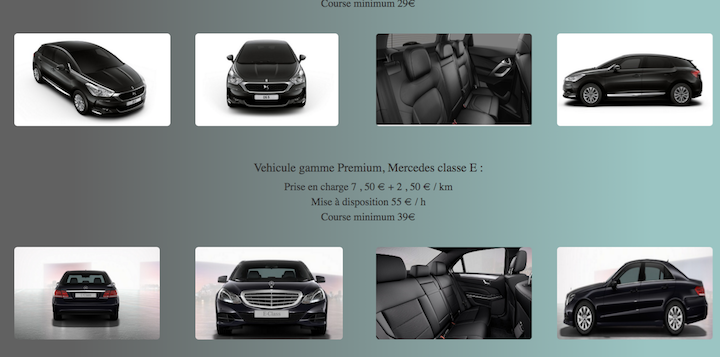 Course minimum 29€
Vehicule gamme Premium, Mercedes classe E :
Prise en charge 7 , 50 € + 2 , 50 € / km
Mise à disposition 55 € / h
Course minimum 39€